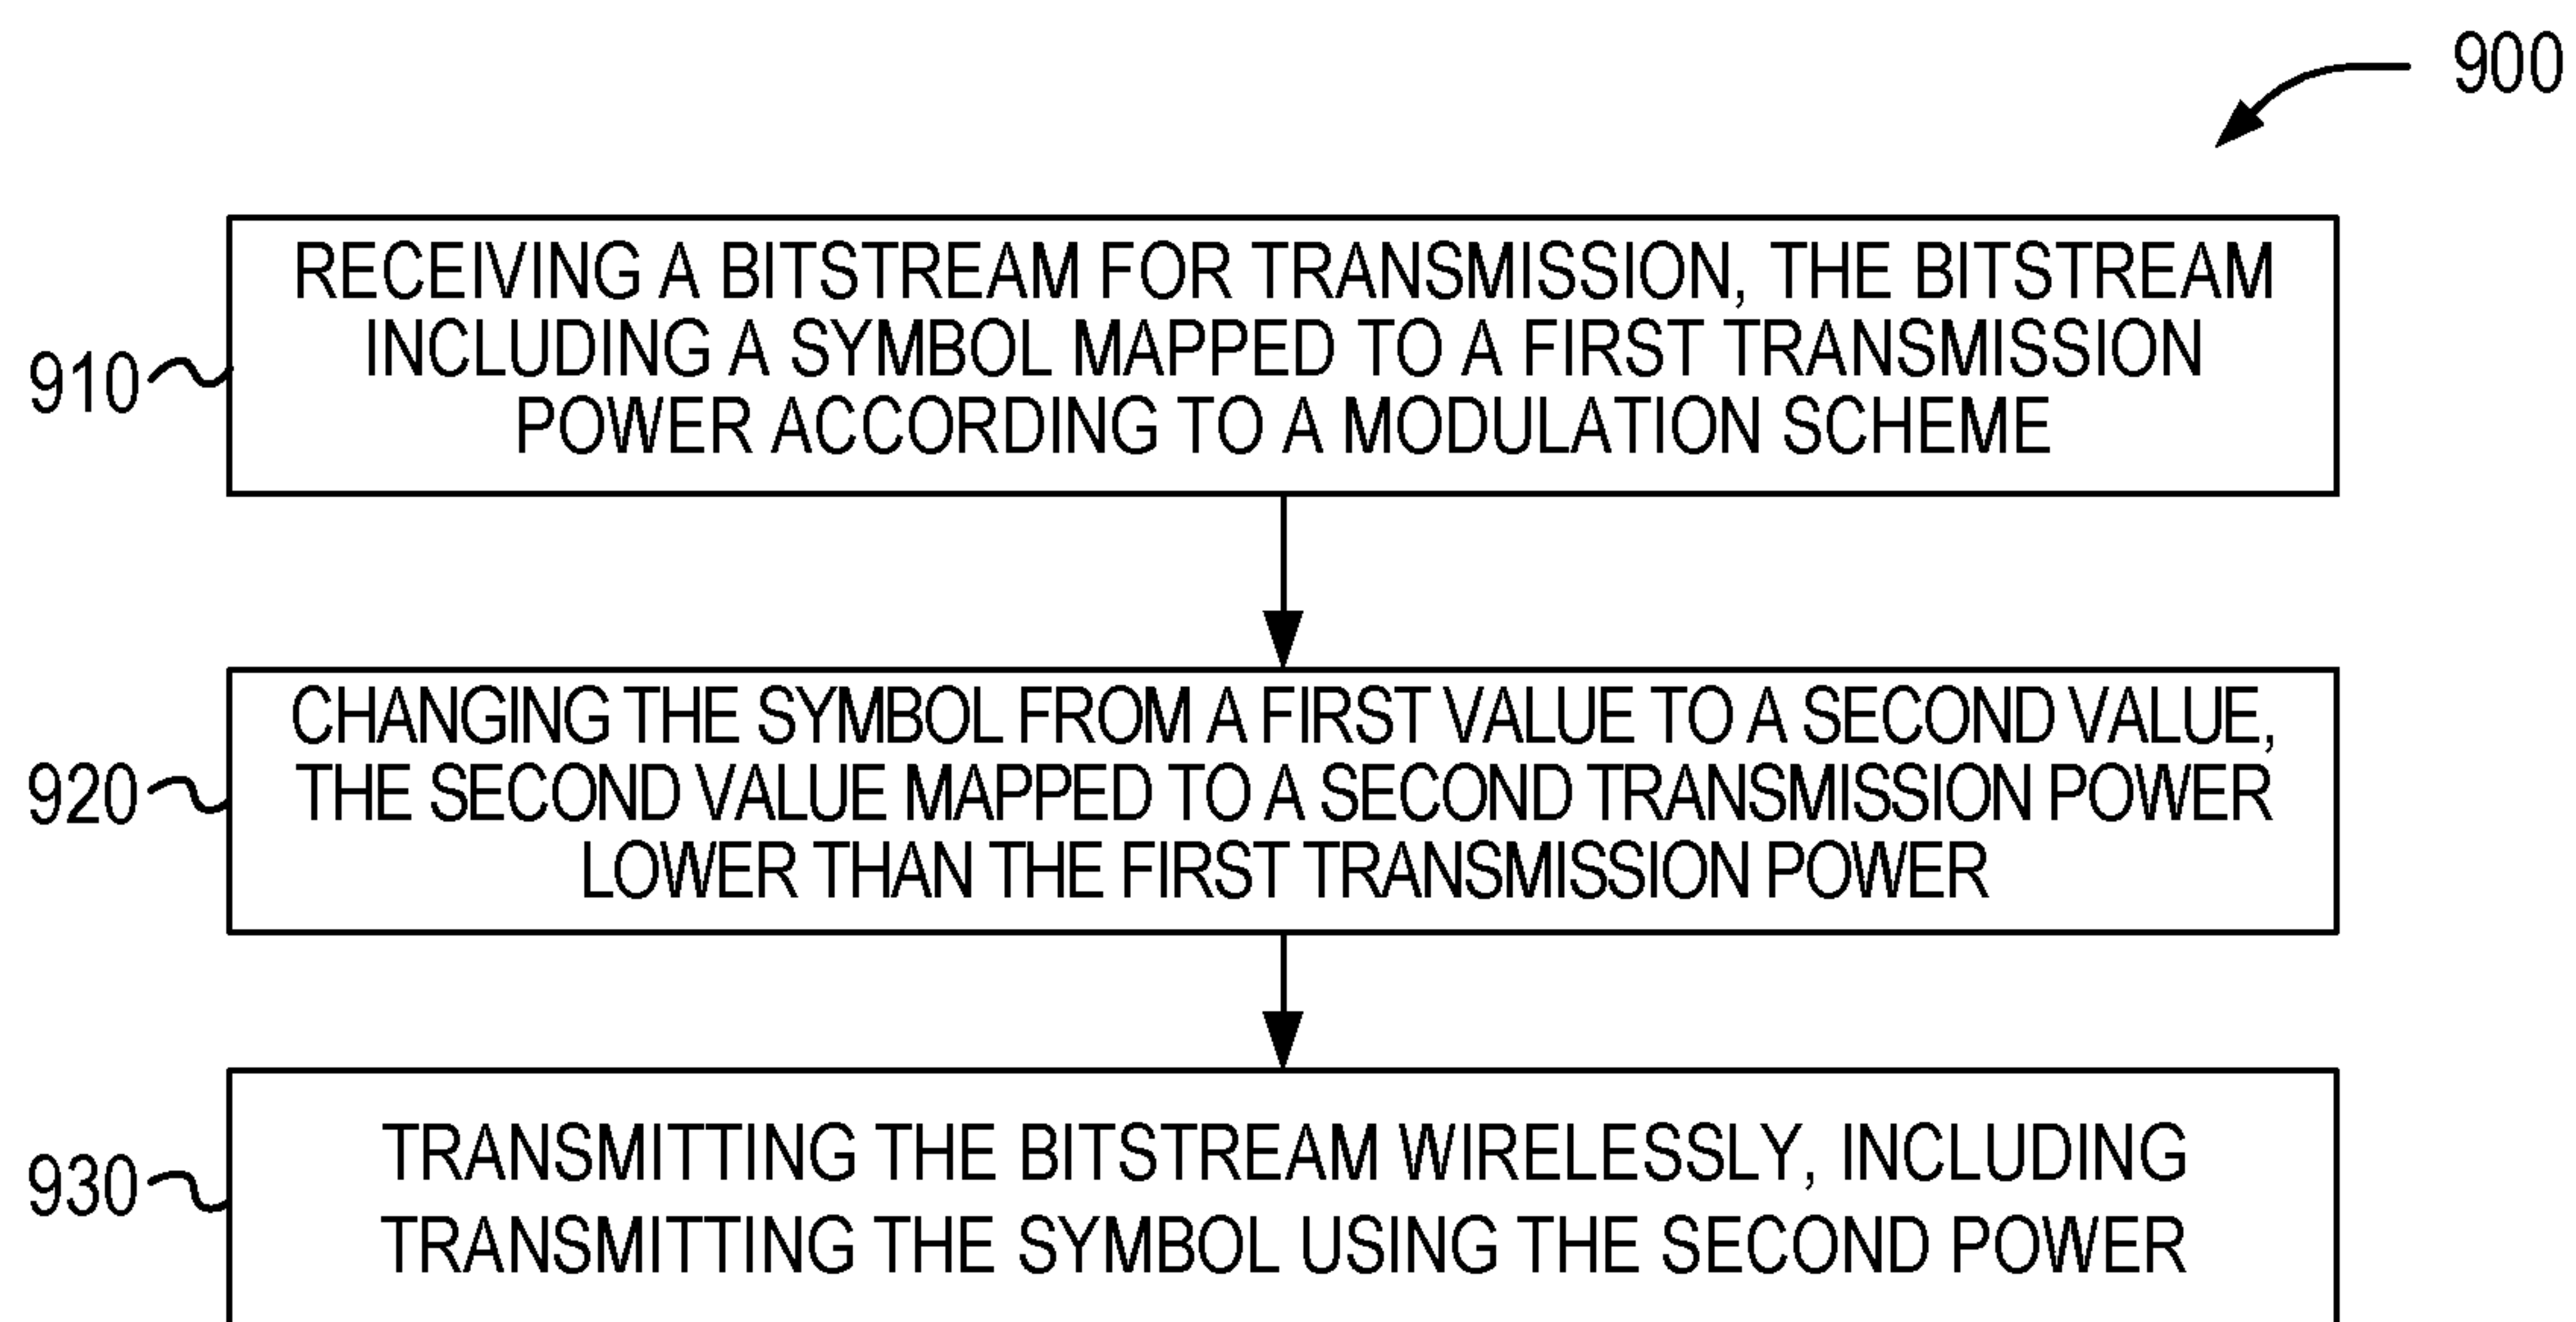 900
RECEIVING A BITSTREAM FOR TRANSMISSION, THE BITSTREAM
INCLUDING A SYMBOL MAPPED TO A FIRST TRANSMISSION
POWER ACCORDING TO A MODULATION SCHEME
910
CHANGING THE SYMBOL FROM A FIRST VALUE TO A SECOND VALUE,
THE SECOND VALUE MAPPED TO A SECOND TRANSMISSION POWER
LOWER THAN THE FIRST TRANSMISSION POWER
920
TRANSMITTING THE BITSTREAM WIRELESSLY, INCLUDING
TRANSMITTING THE SYMBOL USING THE SECOND POWER
930